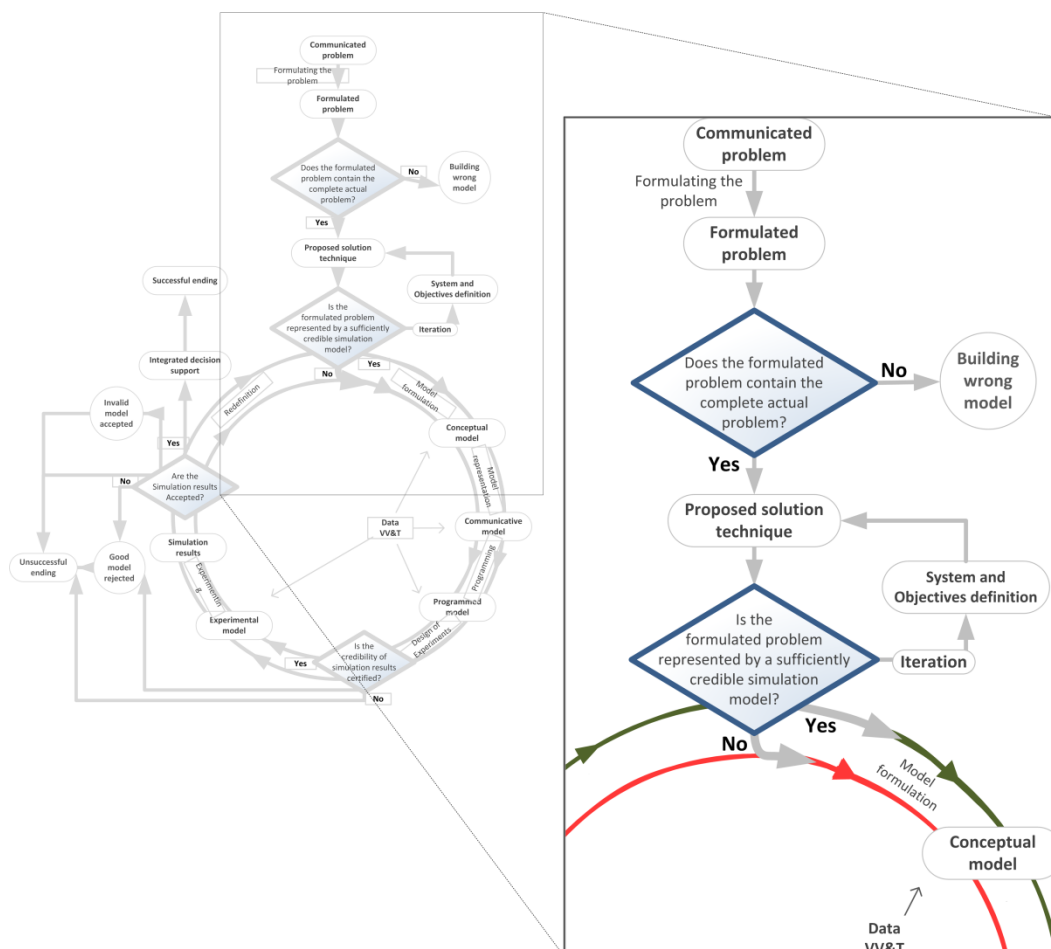 Communicated
problem
Formulating the
problem
Formulated
problem
Does the formulated
problem contain the
complete actual
problem?
No
Building
wrong
model
Yes
Proposed solution
technique
System and
Objectives definition
Is the
formulated problem
represented by a sufficiently
credible simulation
model?
Iteration
Yes
No
Successful ending
Integrated decision
support
Redefinition
Model
formulation
Invalid
model
accepted
Yes
No
Are the
Simulation results
Accepted?
Conceptual
model
Model
representation
Data
VV&T
Communicative
model
Programming
Simulation
results
Unsuccessful
ending
Good
model
rejected
Experimentin
g
Experimental
model
Programmed
model
Design of
Experiments
Is the
credibility of
simulation results
certified?
Yes
No
Communicated
problem
Formulating the
problem
Formulated
problem
Does the formulated
problem contain the
complete actual
problem?
No
Building
wrong
model
Yes
Proposed solution
technique
System and
Objectives definition
Is the
formulated problem
represented by a sufficiently
credible simulation
model?
Iteration
No
Yes
Model
formulation
Conceptual
model
Data
VV&T